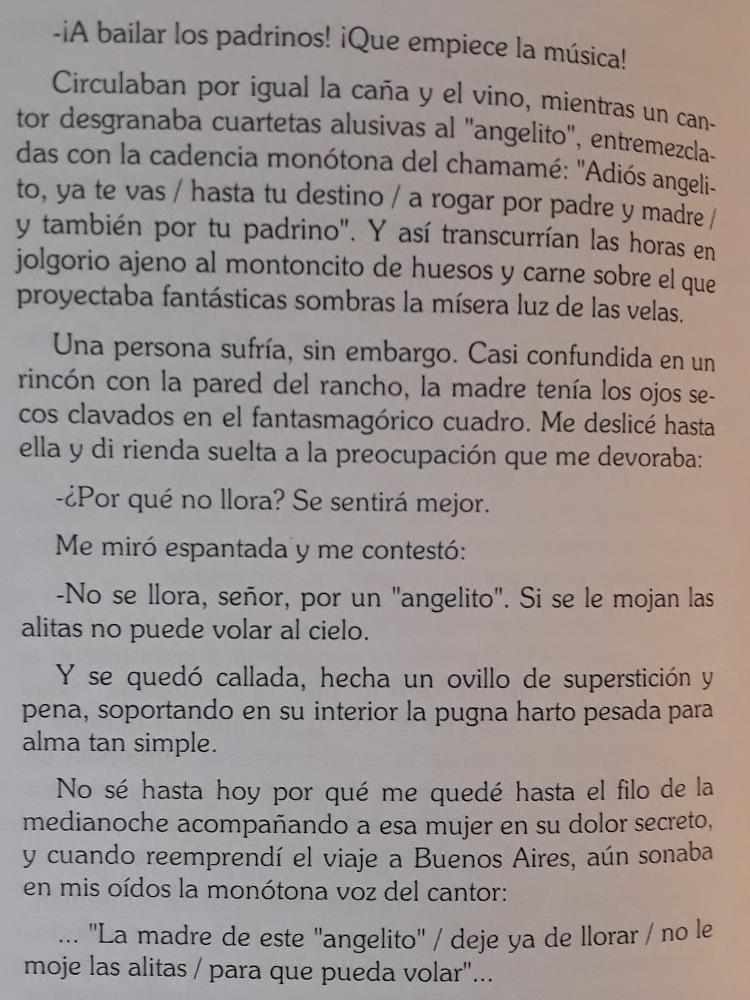 -¡A bailar los padrinos! ¡Que empiece la música!
Circulaban por igual la caña y el vino, mientras un can-
tor desgranaba cuartetas alusivas al "angelito", entremezcla-
das con la cadencia monótona del chamamé: "Adiós angeli-
to, ya te vas / hasta tu destino / a rogar por padre y madre /
y también por tu padrino". Y así transcurrían las horas en
jolgorio ajeno al montoncito de huesos y carne sobre el que
proyectaba fantásticas sombras la mísera luz de las velas.
Una persona sufría, sin embargo. Casi confundida en un
rincón con la pared del rancho, la madre tenía los ojos se-
cos clavados en el fantasmagórico cuadro. Me deslicé hasta
ella y di rienda suelta a la preocupación que me devoraba:
-¿Por qué no llora? Se sentirá mejor.
Me miró espantada y me contestó:
-No se llora, señor, por un "angelito". Si se le mojan las
alitas no puede volar al cielo.
Y se quedó callada, hecha un ovillo de superstición y
pena, soportando en su interior la pugna harto pesada para
alma tan simple.
No sé hasta hoy por qué me quedé hasta el filo de la
medianoche acompañando a esa mujer en su dolor secreto,
y cuando reemprendí el viaje a Buenos Aires, aún sonaba
en mis oídos la monótona voz del cantor:
... "La madre de este "angelito" / deje ya de llorar / no le
moje las alitas / para que pueda volar"...